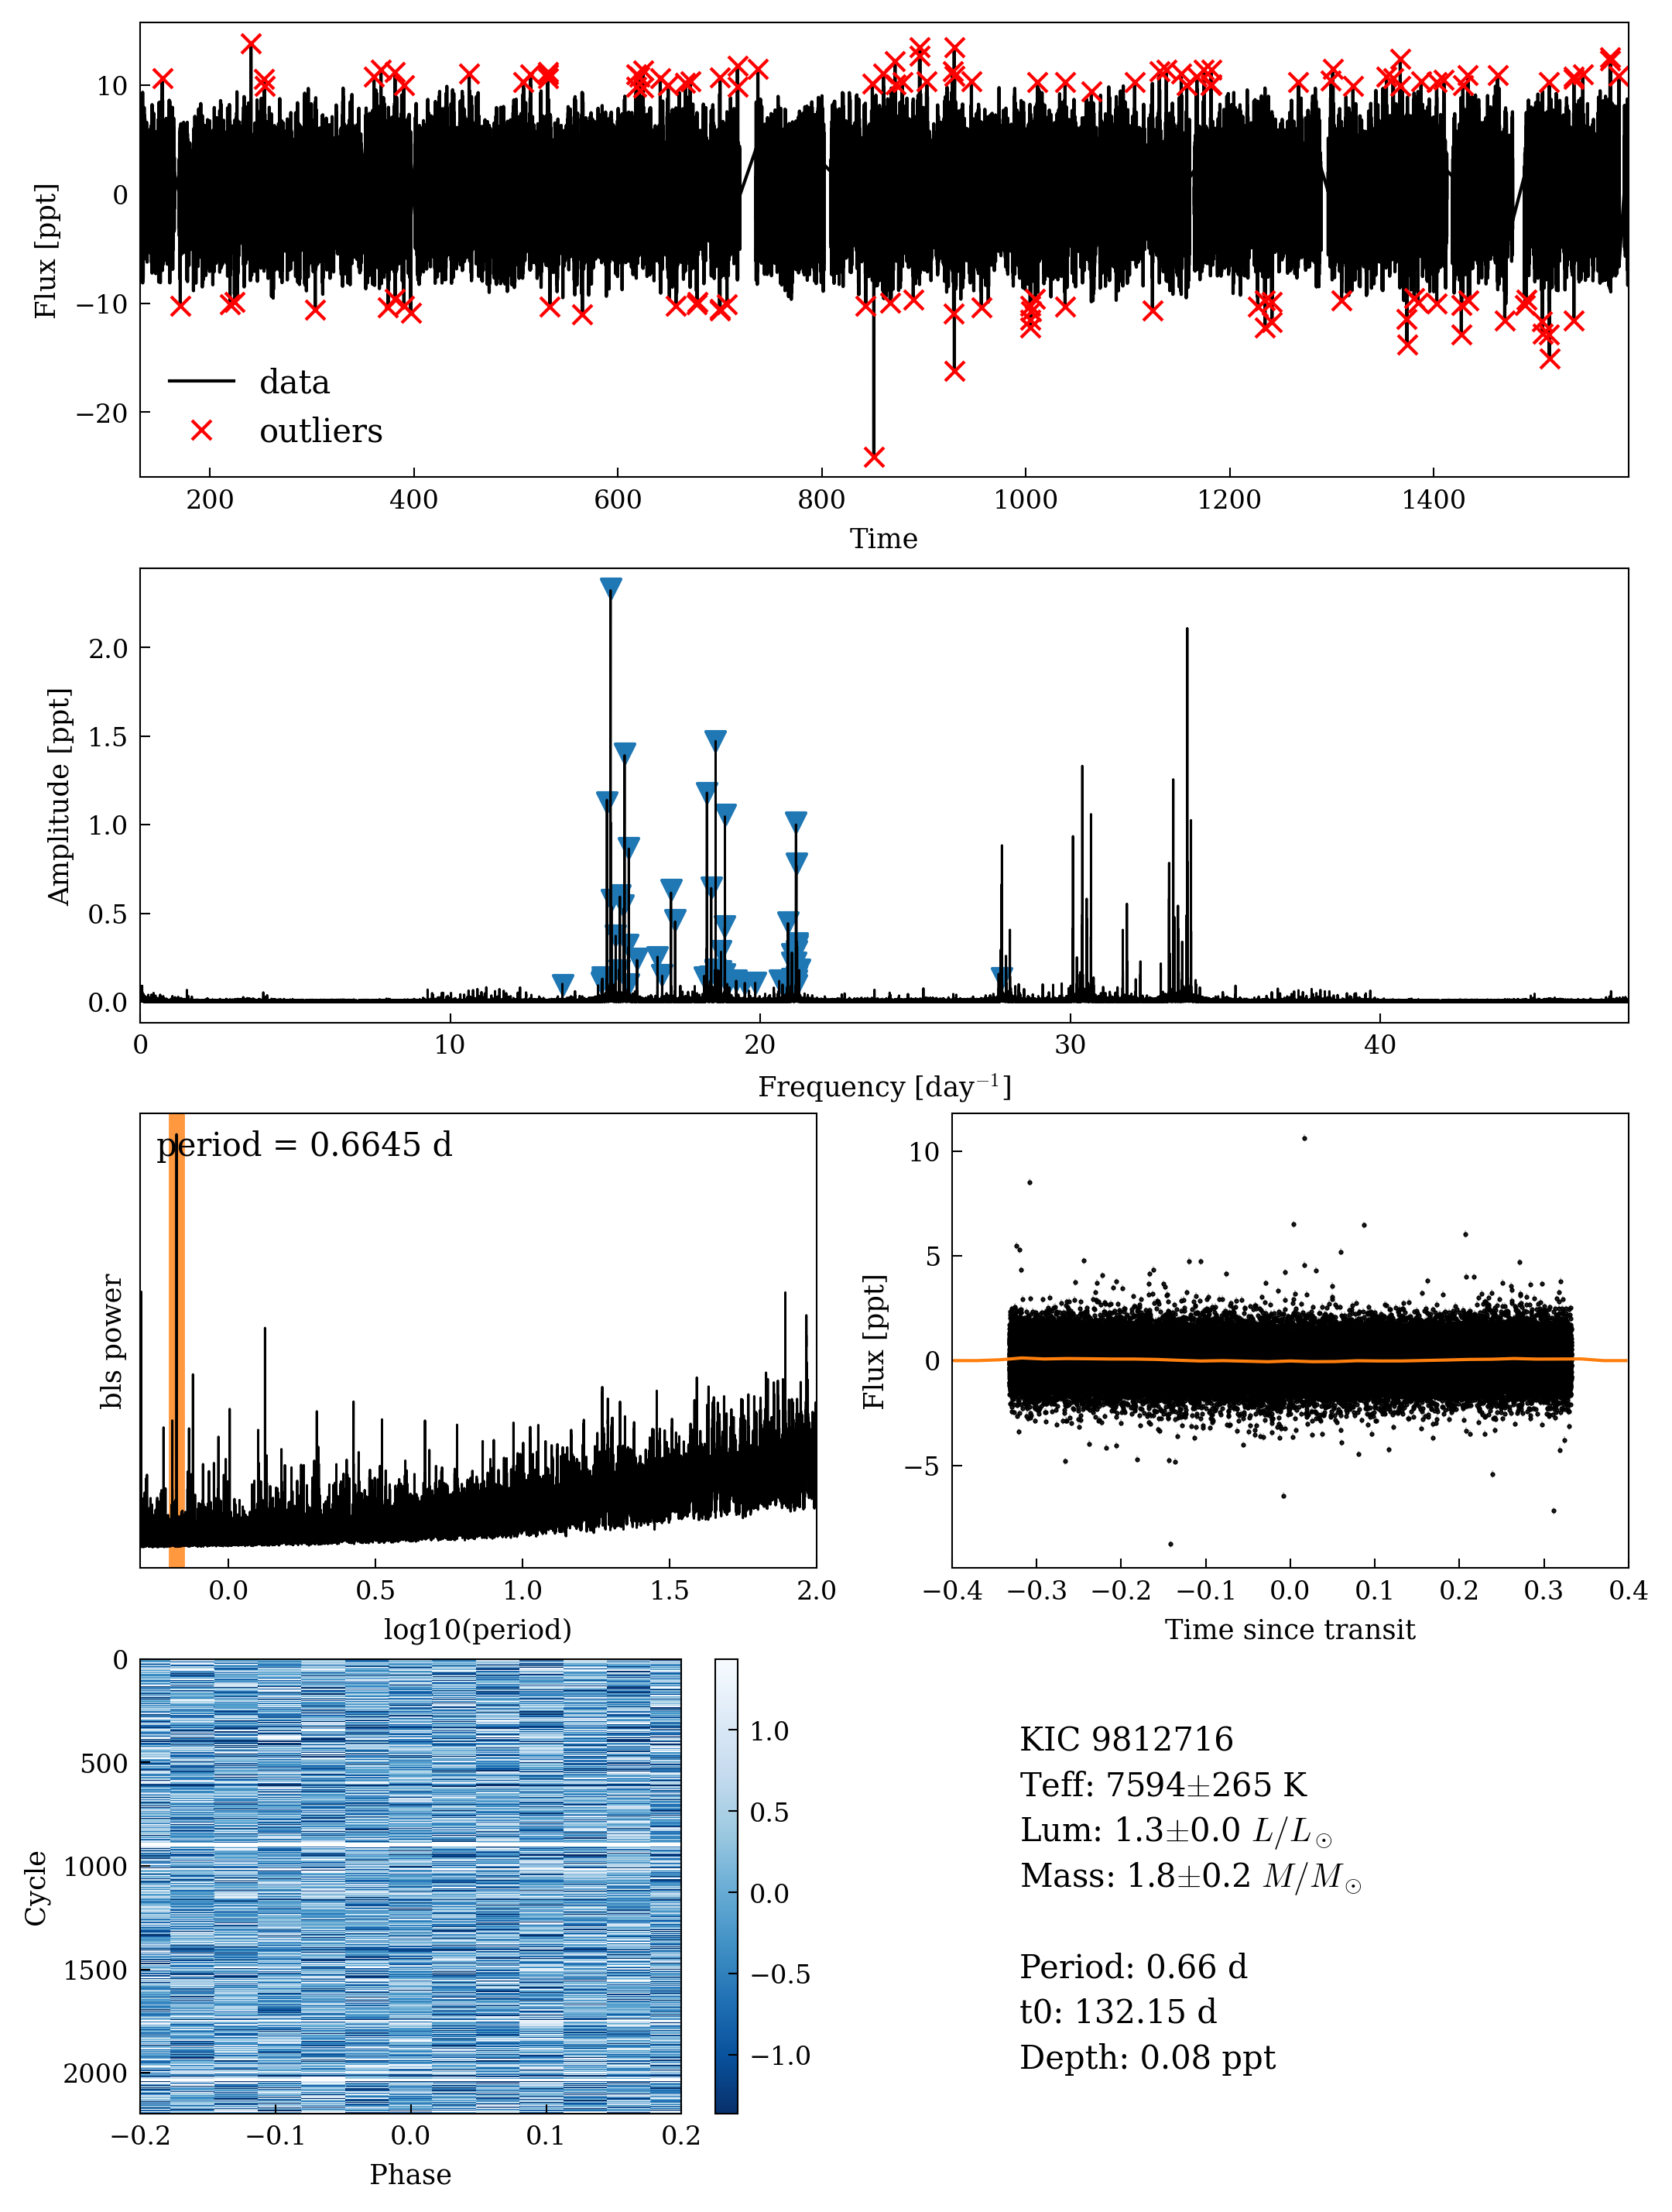 10
0
−10
−20
Flux [ppt]
data
outliers
200 400 600 800 1000 1200 1400
Time
2.0
1.5
1.0
0.5
0.0
Amplitude [ppt]
0 10 20 30 40
Frequency [day⁻¹]
period = 0.6645 d
bls power
0.0 0.5 1.0 1.5 2.0
log10(period)
10
5
0
−5
Flux [ppt]
−0.4 −0.3 −0.2 −0.1 0.0 0.1 0.2 0.3 0.4
Time since transit
0
500
1000
1500
2000
Cycle
−0.2 −0.1 0.0 0.1 0.2
Phase
1.0
0.5
0.0
−0.5
−1.0
KIC 9812716
Teff: 7594±265 K
Lum: 1.3±0.0 L/L☉
Mass: 1.8±0.2 M/M☉
Period: 0.66 d
t0: 132.15 d
Depth: 0.08 ppt